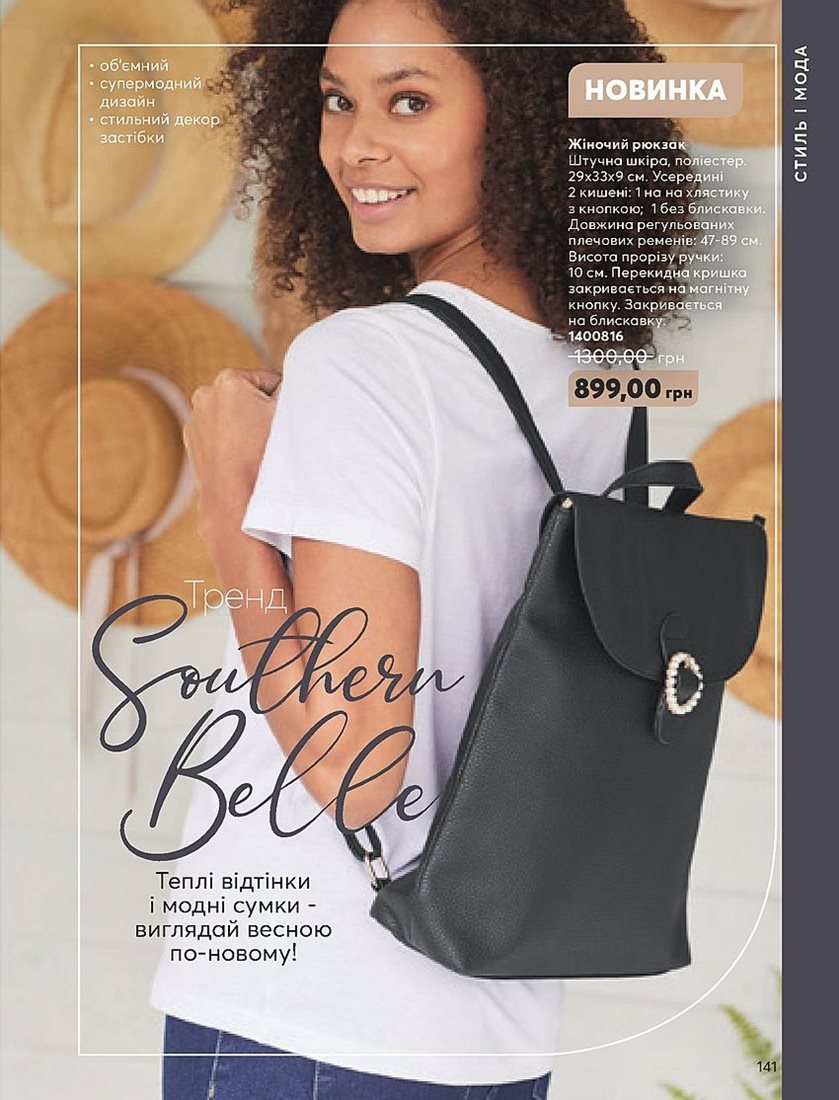 • об'ємний
• супермодний
дизайн
• стильний декор
застібки
НОВИНКА
Жіночий рюкзак
Штучна шкіра, поліестер.
29х33х9 см. Усередині
2 кишені: 1 на на хлястику
з кнопкою; 1 без блискавки.
Довжина регульованих
плечових ременів: 47-89 см.
Висота прорізу ручки:
10 см. Перекидна кришка
закривається на магнітну
кнопку. Закривається
на блискавку.
1400816
1300,00 грн
899,00 грн
СТИЛЬ І МОДА
Тренд
Southern
Belle
Теплі відтінки
і модні сумки -
виглядай весною
по-новому!
141